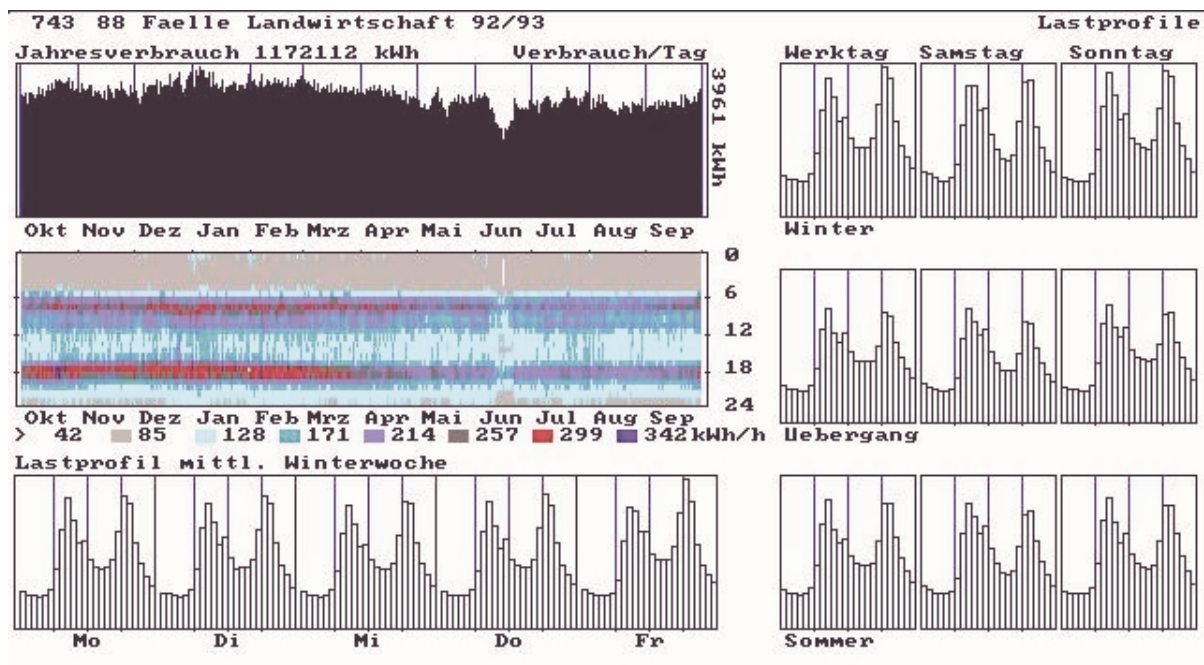 743 88 Faelle Landwirtschaft 92/93
Lastprofile
Jahresverbrauch 1172112 kWh
Verbrauch/Tag
3961 kWh
Okt Nov Dez Jan Feb Mrz Apr Mai Jun Jul Aug Sep
0
6
12
18
24
Okt Nov Dez Jan Feb Mrz Apr Mai Jun Jul Aug Sep
> 42 85 128 171 214 257 299 342kWh/h
Lastprofil mittl. Winterwoche
Mo Di Mi Do Fr
Werktag Samstag Sonntag
Winter
Uebergang
Sommer